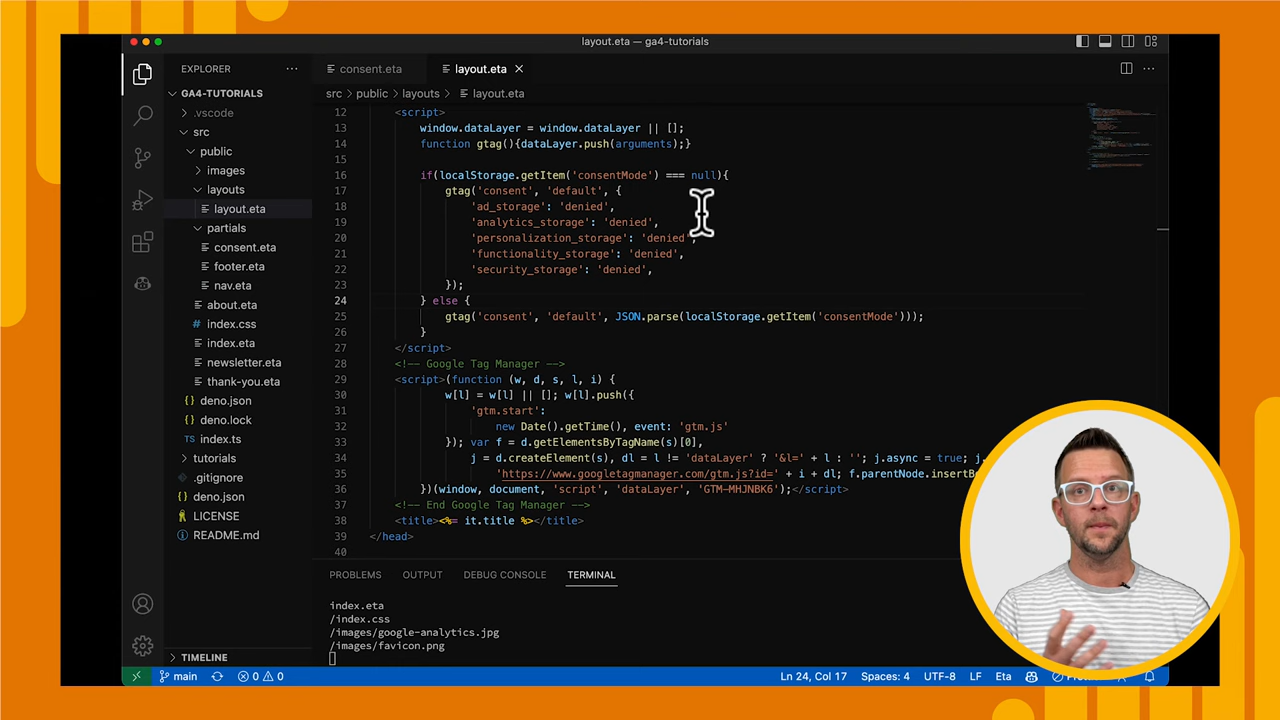 layout.eta — ga4-tutorials
EXPLORER
consent.eta
layout.eta
GA4-TUTORIALS
src
public
layouts
layout.eta
.vscode
src
public
images
layouts
layout.eta
partials
consent.eta
footer.eta
nav.eta
about.eta
index.css
index.eta
newsletter.eta
thank-you.eta
deno.json
deno.lock
index.ts
tutorials
.gitignore
deno.json
LICENSE
README.md
TIMELINE
12 <script>
13 window.dataLayer = window.dataLayer || [];
14 function gtag(){dataLayer.push(arguments);}
15
16 if(localStorage.getItem('consentMode') === null){
17 gtag('consent', 'default', {
18 'ad_storage': 'denied',
19 'analytics_storage': 'denied',
20 'personalization_storage': 'denied',
21 'functionality_storage': 'denied',
22 'security_storage': 'denied',
23 });
24 } else {
25 gtag('consent', 'default', JSON.parse(localStorage.getItem('consentMode')));
26 }
27 </script>
28 <!-- Google Tag Manager -->
29 <script>(function (w, d, s, l, i) {
30 w[l] = w[l] || []; w[l].push({
31 'gtm.start':
32 new Date().getTime(), event: 'gtm.js'
33 }); var f = d.getElementsByTagName(s)[0],
34 j = d.createElement(s), dl = l != 'dataLayer' ? '&l=' + l : ''; j.async = true; j.
35 'https://www.googletagmanager.com/gtm.js?id=' + i + dl; f.parentNode.insertBe
36 })(window, document, 'script', 'dataLayer', 'GTM-MHJNBK6');</script>
37 <!-- End Google Tag Manager -->
38 <title><%= it.title %></title>
39 </head>
40
PROBLEMS OUTPUT DEBUG CONSOLE TERMINAL
index.eta
/index.css
/images/google-analytics.jpg
/images/favicon.png
main
0 0
Ln 24, Col 17
Spaces: 4
UTF-8
LF
Eta